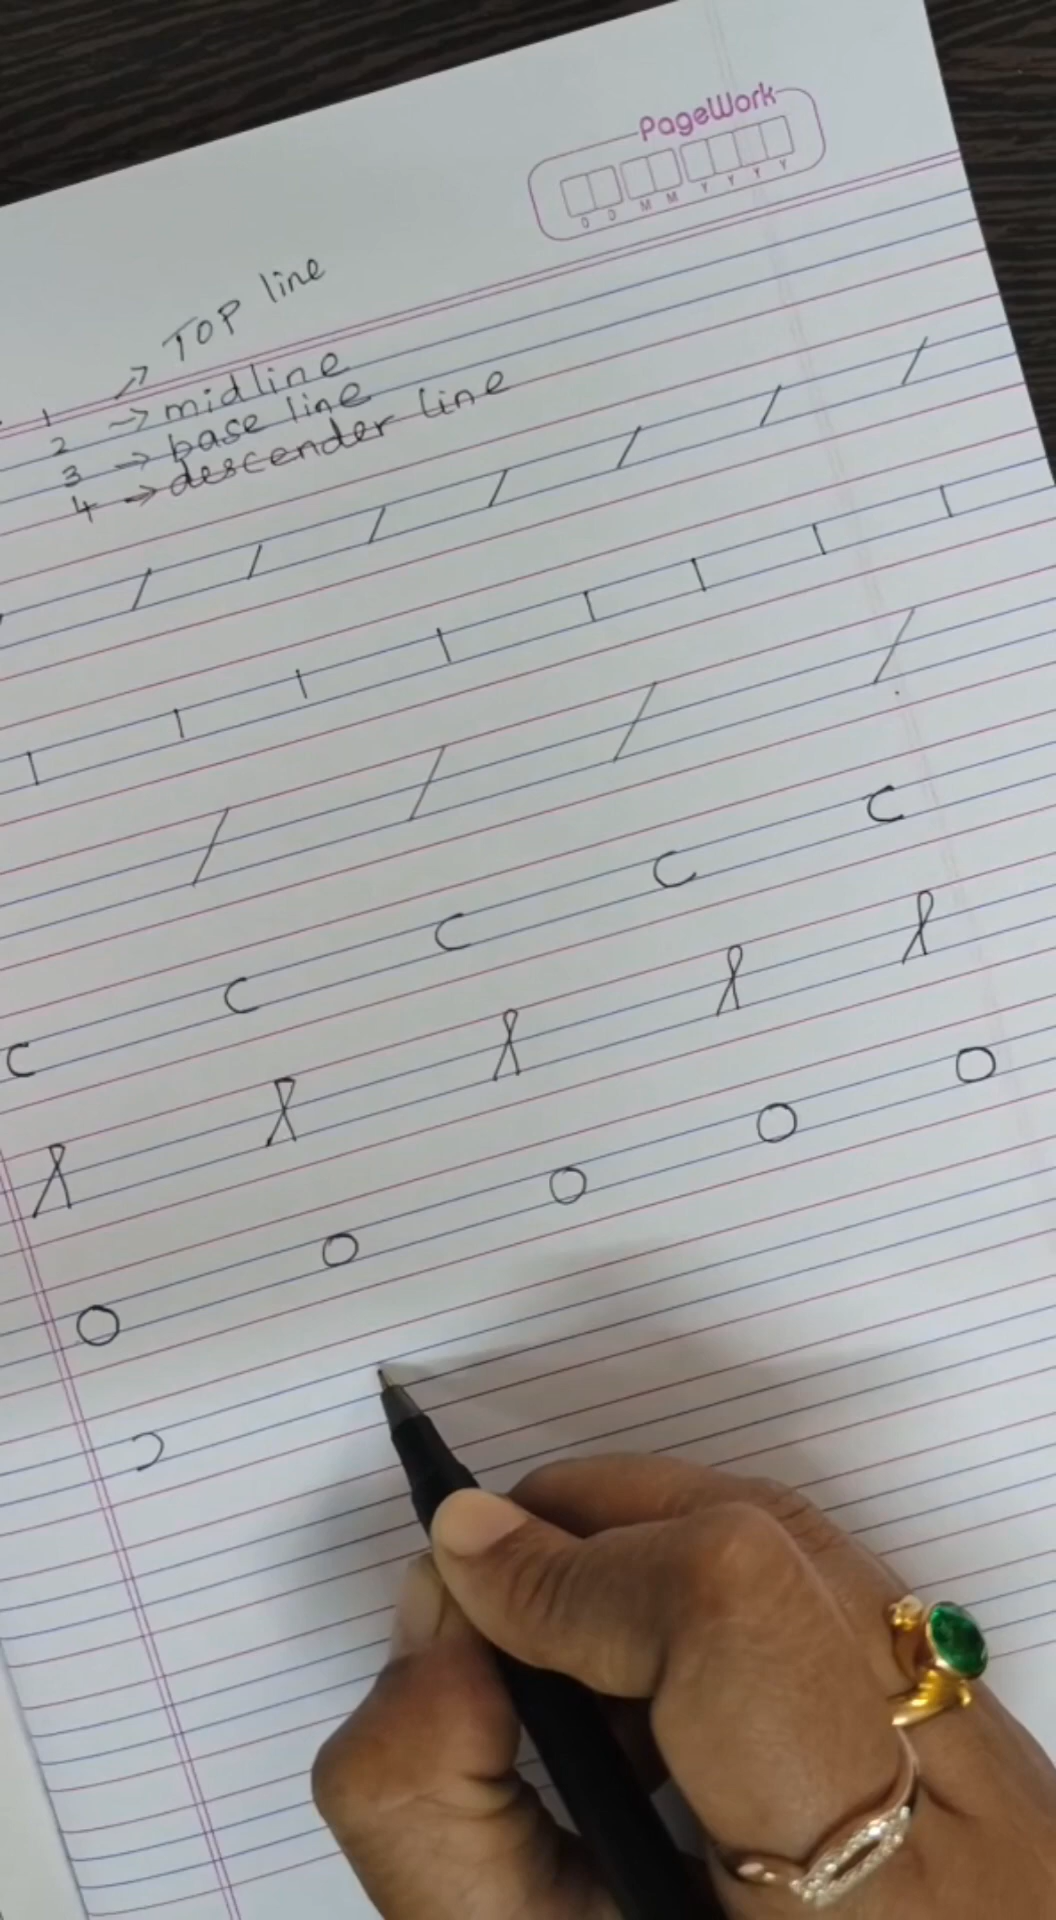 PageWork
D D M M Y Y Y Y
1 → TOP line
2 → midline
3 → base line
4 → descender line
/ / / / / / /
| | | | | | | |
/ / / /
C C C C C
O O O O O